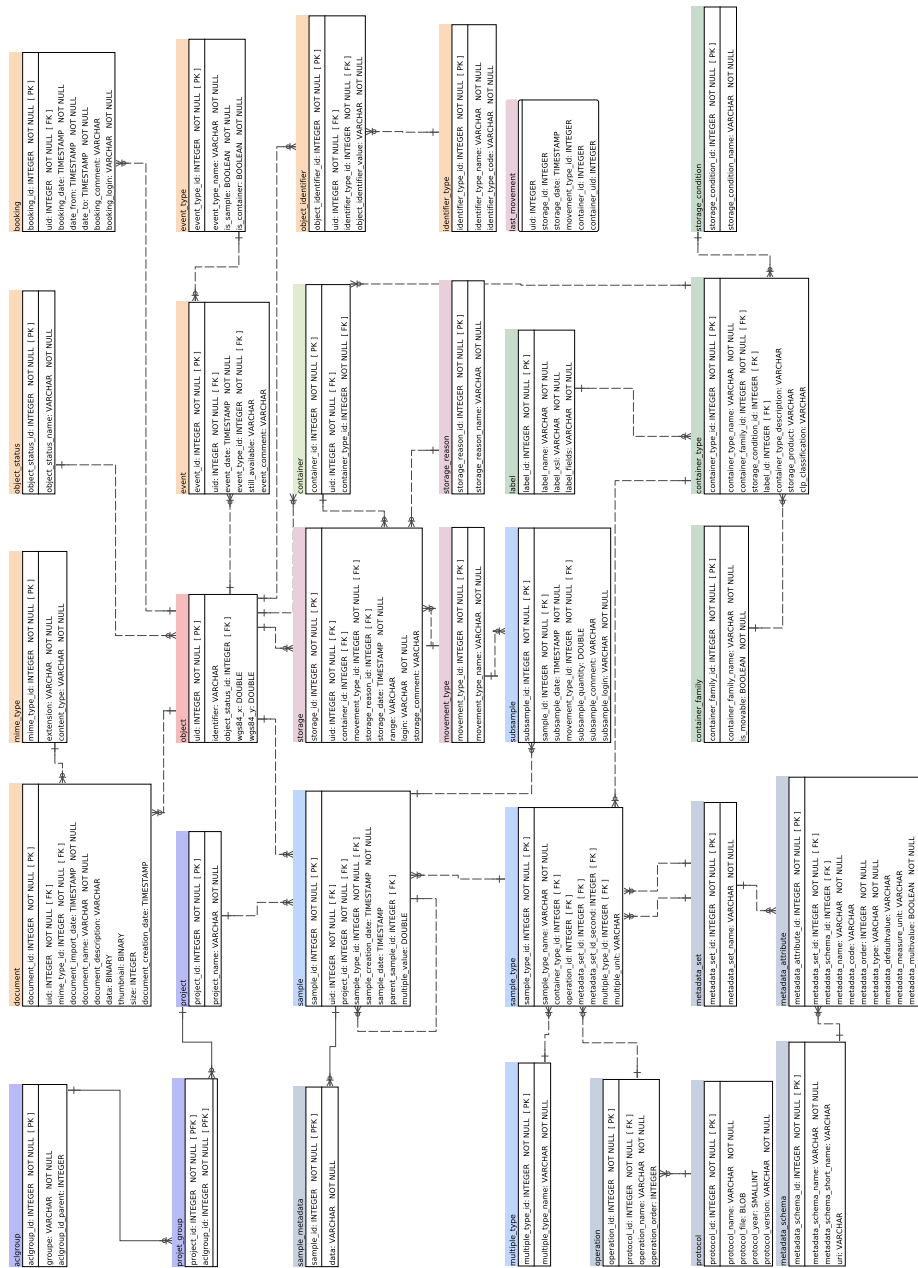 aclgroup
aclgroup_id: INTEGER NOT NULL [ PK ]
groupe: VARCHAR NOT NULL
aclgroup_id_parent: INTEGER
document
document_id: INTEGER NOT NULL [ PK ]
uid: INTEGER NOT NULL [ FK ]
mime_type_id: INTEGER NOT NULL [ FK ]
document_import_date: TIMESTAMP NOT NULL
document_name: VARCHAR NOT NULL
document_description: VARCHAR
data: BINARY
thumbnail: BINARY
size: INTEGER
document_creation_date: TIMESTAMP
mime_type
mime_type_id: INTEGER NOT NULL [ PK ]
extension: VARCHAR NOT NULL
content_type: VARCHAR NOT NULL
object_status
object_status_id: INTEGER NOT NULL [ PK ]
object_status_name: VARCHAR NOT NULL
booking
booking_id: INTEGER NOT NULL [ PK ]
uid: INTEGER NOT NULL [ FK ]
booking_date: TIMESTAMP NOT NULL
date_from: TIMESTAMP NOT NULL
date_to: TIMESTAMP NOT NULL
booking_comment: VARCHAR
booking_login: VARCHAR NOT NULL
projet_group
project_id: INTEGER NOT NULL [ PFK ]
aclgroup_id: INTEGER NOT NULL [ PFK ]
project
project_id: INTEGER NOT NULL [ PK ]
project_name: VARCHAR NOT NULL
object
uid: INTEGER NOT NULL [ PK ]
identifier: VARCHAR
object_status_id: INTEGER [ FK ]
wgs84_x: DOUBLE
wgs84_y: DOUBLE
event
event_id: INTEGER NOT NULL [ PK ]
uid: INTEGER NOT NULL [ FK ]
event_date: TIMESTAMP NOT NULL
event_type_id: INTEGER NOT NULL [ FK ]
still_available: VARCHAR
event_comment: VARCHAR
event_type
event_type_id: INTEGER NOT NULL [ PK ]
event_type_name: VARCHAR NOT NULL
is_sample: BOOLEAN NOT NULL
is_container: BOOLEAN NOT NULL
sample_metadata
sample_id: INTEGER NOT NULL [ PFK ]
data: VARCHAR NOT NULL
sample
sample_id: INTEGER NOT NULL [ PK ]
uid: INTEGER NOT NULL [ FK ]
project_id: INTEGER NOT NULL [ FK ]
sample_type_id: INTEGER NOT NULL [ FK ]
sample_creation_date: TIMESTAMP NOT NULL
sample_date: TIMESTAMP
parent_sample_id: INTEGER [ FK ]
multiple_value: DOUBLE
storage
storage_id: INTEGER NOT NULL [ PK ]
uid: INTEGER NOT NULL [ FK ]
container_id: INTEGER [ FK ]
movement_type_id: INTEGER NOT NULL [ FK ]
storage_reason_id: INTEGER [ FK ]
storage_date: TIMESTAMP NOT NULL
range: VARCHAR
login: VARCHAR NOT NULL
storage_comment: VARCHAR
container
container_id: INTEGER NOT NULL [ PK ]
uid: INTEGER NOT NULL [ FK ]
container_type_id: INTEGER NOT NULL [ FK ]
object_identifier
object_identifier_id: INTEGER NOT NULL [ PK ]
uid: INTEGER NOT NULL [ FK ]
identifier_type_id: INTEGER NOT NULL [ FK ]
object_identifier_value: VARCHAR NOT NULL
movement_type
movement_type_id: INTEGER NOT NULL [ PK ]
movement_type_name: VARCHAR NOT NULL
storage_reason
storage_reason_id: INTEGER NOT NULL [ PK ]
storage_reason_name: VARCHAR NOT NULL
identifier_type
identifier_type_id: INTEGER NOT NULL [ PK ]
identifier_type_name: VARCHAR NOT NULL
identifier_type_code: VARCHAR NOT NULL
multiple_type
multiple_type_id: INTEGER NOT NULL [ PK ]
multiple_type_name: VARCHAR NOT NULL
sample_type
sample_type_id: INTEGER NOT NULL [ PK ]
sample_type_name: VARCHAR NOT NULL
container_type_id: INTEGER [ FK ]
operation_id: INTEGER [ FK ]
metadata_set_id: INTEGER [ FK ]
metadata_set_id_second: INTEGER [ FK ]
multiple_type_id: INTEGER [ FK ]
multiple_unit: VARCHAR
subsample
subsample_id: INTEGER NOT NULL [ PK ]
sample_id: INTEGER NOT NULL [ FK ]
subsample_date: TIMESTAMP NOT NULL
movement_type_id: INTEGER NOT NULL [ FK ]
subsample_quantity: DOUBLE
subsample_comment: VARCHAR
subsample_login: VARCHAR NOT NULL
label
label_id: INTEGER NOT NULL [ PK ]
label_name: VARCHAR NOT NULL
label_xsl: VARCHAR NOT NULL
label_fields: VARCHAR NOT NULL
last_movement
uid: INTEGER
storage_id: INTEGER
storage_date: TIMESTAMP
movement_type_id: INTEGER
container_id: INTEGER
container_uid: INTEGER
operation
operation_id: INTEGER NOT NULL [ PK ]
protocol_id: INTEGER NOT NULL [ FK ]
operation_name: VARCHAR NOT NULL
operation_order: INTEGER
protocol
protocol_id: INTEGER NOT NULL [ PK ]
protocol_name: VARCHAR NOT NULL
protocol_file: BLOB
protocol_year: SMALLINT
protocol_version: VARCHAR NOT NULL
metadata_set
metadata_set_id: INTEGER NOT NULL [ PK ]
metadata_set_name: VARCHAR NOT NULL
container_family
container_family_id: INTEGER NOT NULL [ PK ]
container_family_name: VARCHAR NOT NULL
is_movable: BOOLEAN NOT NULL
container_type
container_type_id: INTEGER NOT NULL [ PK ]
container_type_name: VARCHAR NOT NULL
container_family_id: INTEGER NOT NULL [ FK ]
storage_condition_id: INTEGER [ FK ]
label_id: INTEGER [ FK ]
container_type_description: VARCHAR
storage_product: VARCHAR
clp_classification: VARCHAR
storage_condition
storage_condition_id: INTEGER NOT NULL [ PK ]
storage_condition_name: VARCHAR NOT NULL
metadata_schema
metadata_schema_id: INTEGER NOT NULL [ PK ]
metadata_schema_name: VARCHAR NOT NULL
metadata_schema_short_name: VARCHAR
uri: VARCHAR
metadata_attribute
metadata_attribute_id: INTEGER NOT NULL [ PK ]
metadata_set_id: INTEGER NOT NULL [ FK ]
metadata_schema_id: INTEGER [ FK ]
metadata_name: VARCHAR NOT NULL
metadata_code: VARCHAR
metadata_order: INTEGER NOT NULL
metadata_type: VARCHAR NOT NULL
metadata_defaultvalue: VARCHAR
metadata_measure_unit: VARCHAR
metadata_multivalue: BOOLEAN NOT NULL